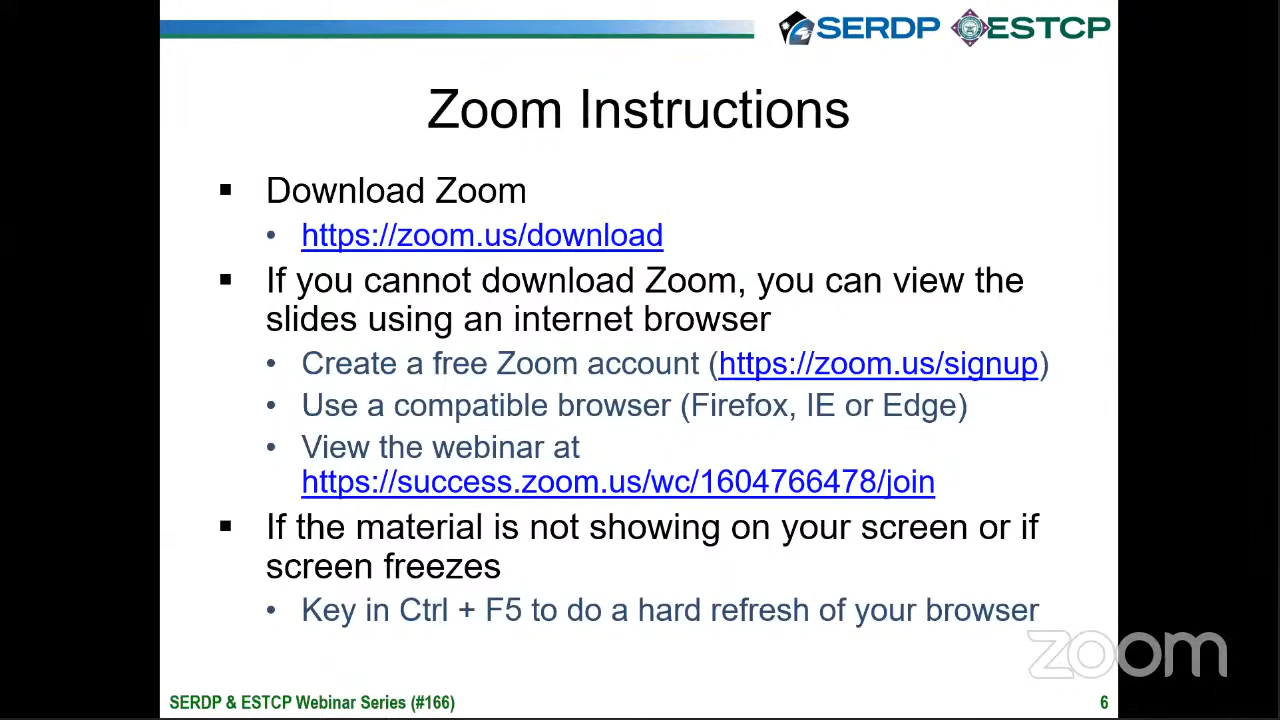 SERDP ESTCP
Zoom Instructions
▪ Download Zoom
• https://zoom.us/download
▪ If you cannot download Zoom, you can view the
slides using an internet browser
• Create a free Zoom account (https://zoom.us/signup)
• Use a compatible browser (Firefox, IE or Edge)
• View the webinar at
https://success.zoom.us/wc/1604766478/join
▪ If the material is not showing on your screen or if
screen freezes
• Key in Ctrl + F5 to do a hard refresh of your browser
zoom
SERDP & ESTCP Webinar Series (#166) 6